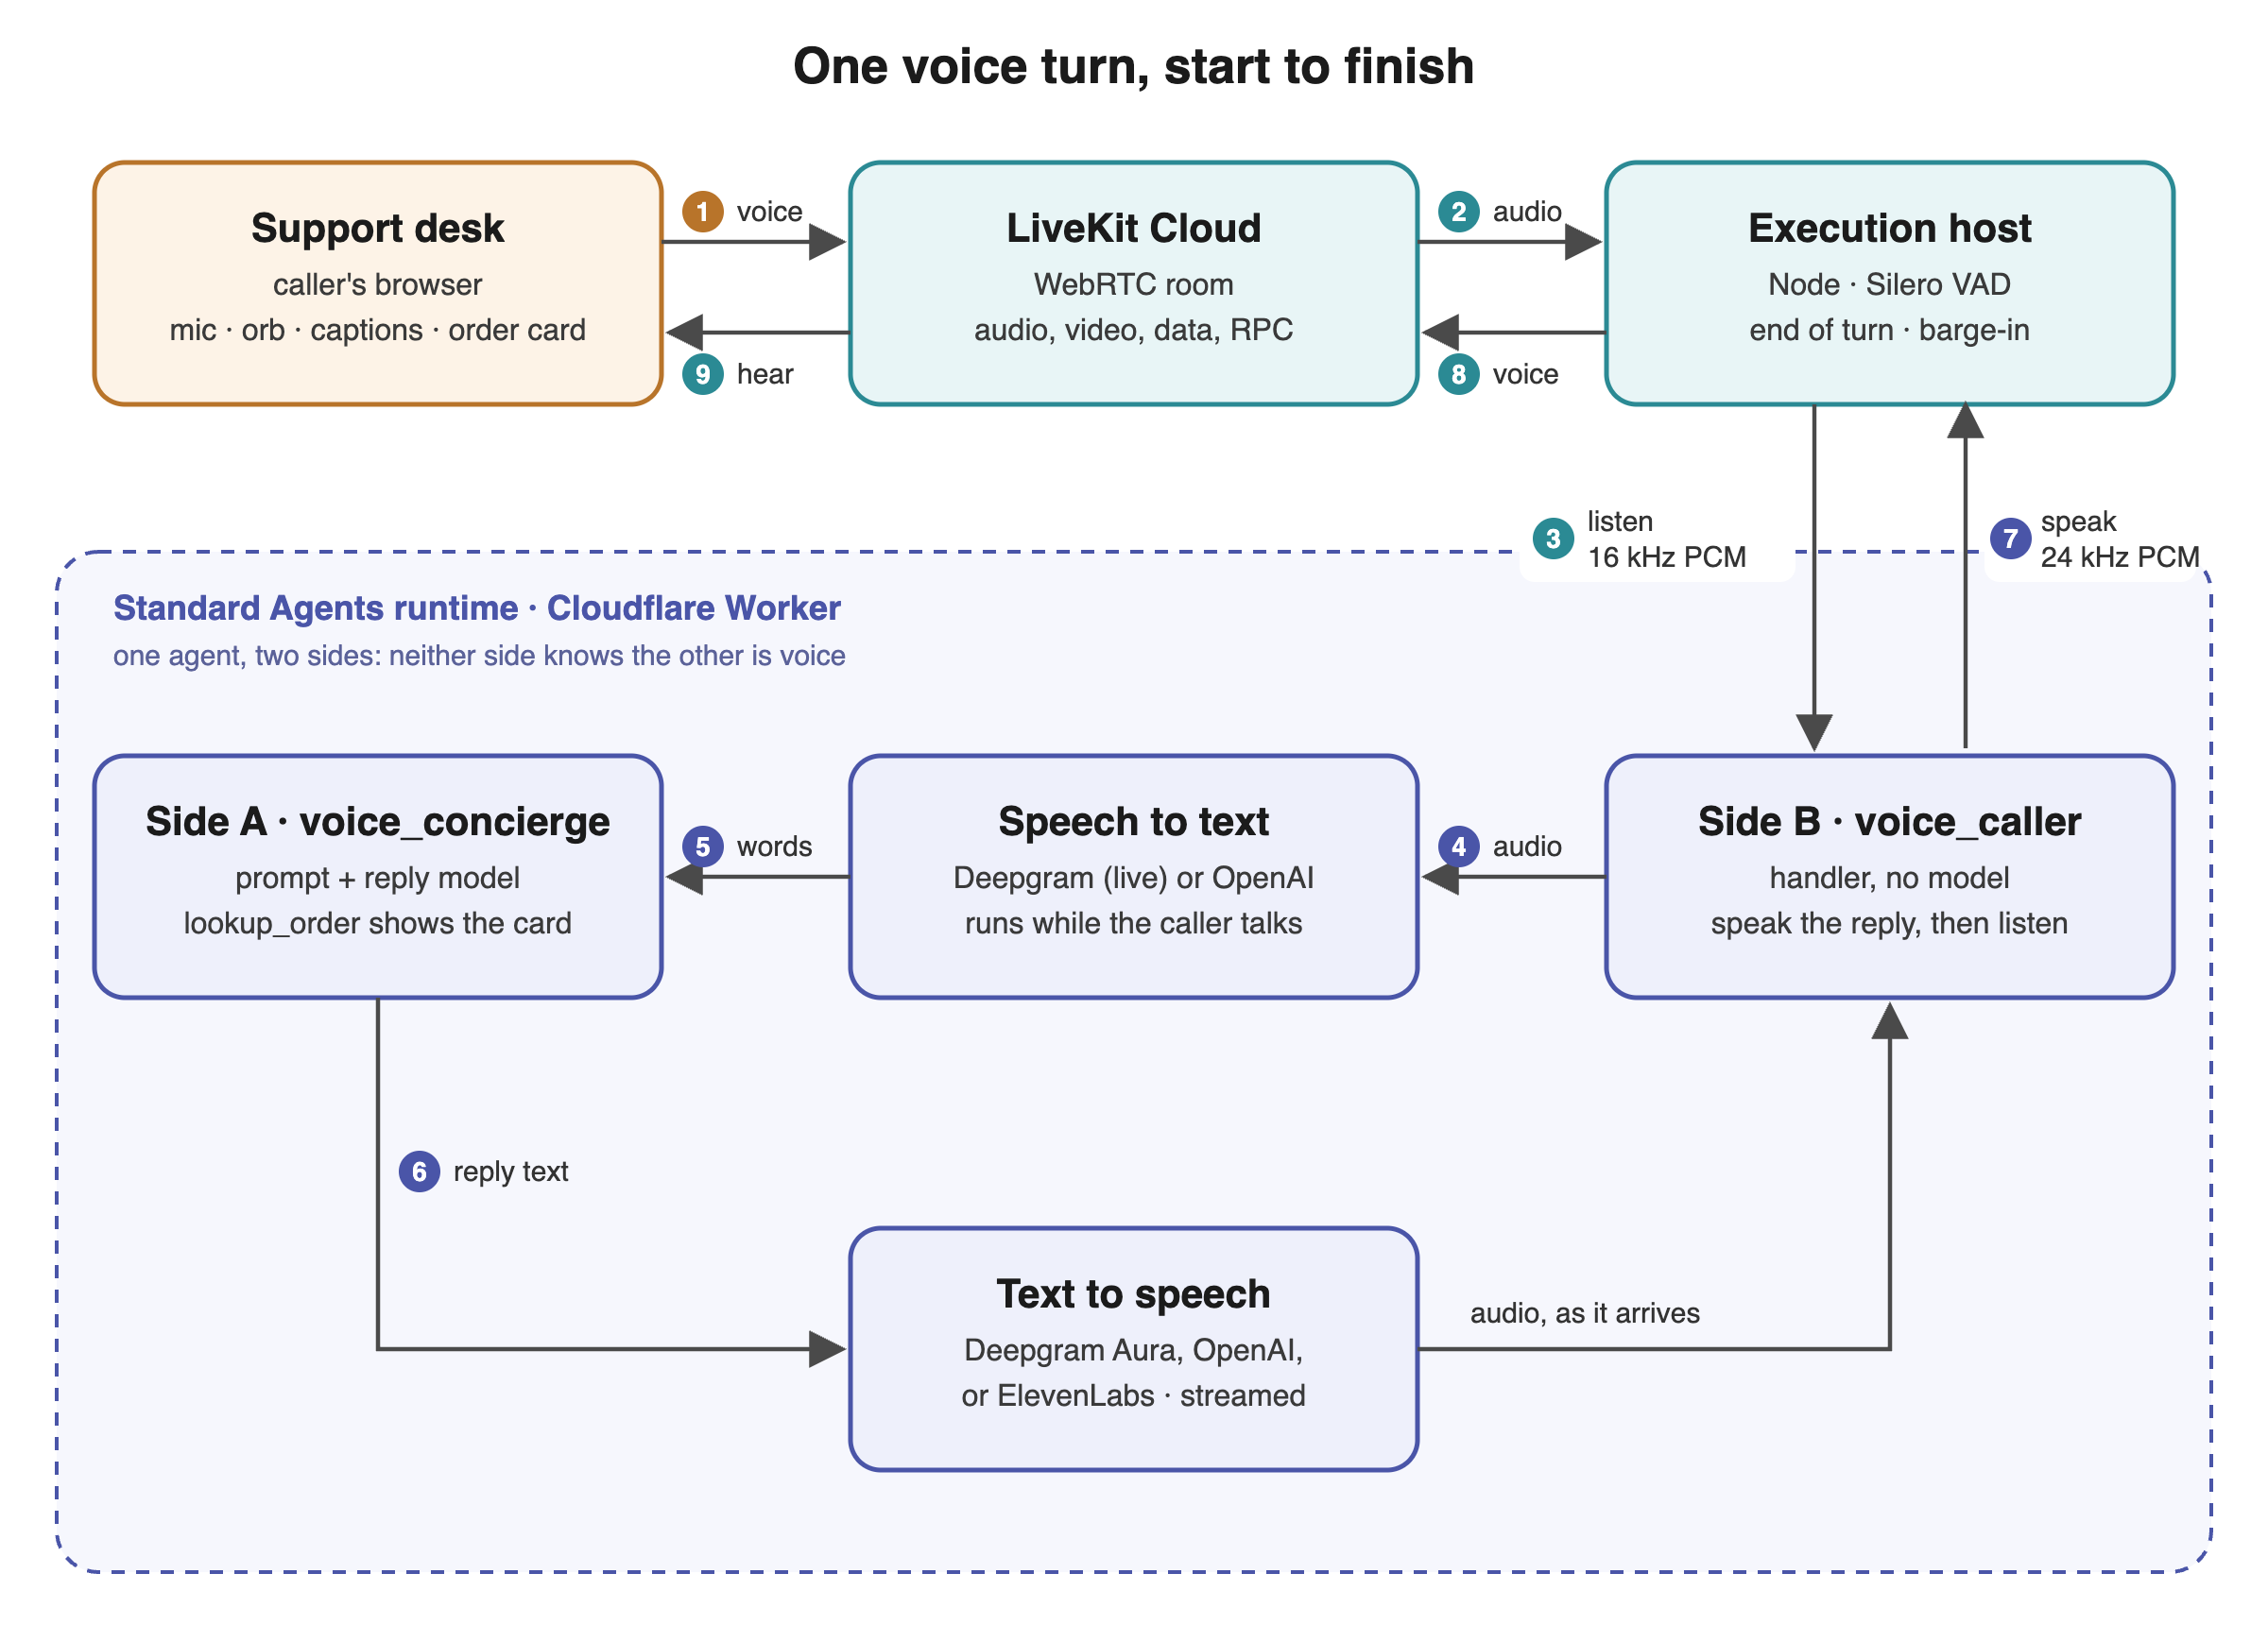 One voice turn, start to finish
Support desk
caller's browser
mic · orb · captions · order card
1 voice
9 hear
LiveKit Cloud
WebRTC room
audio, video, data, RPC
2 audio
8 voice
Execution host
Node · Silero VAD
end of turn · barge-in
3 listen
16 kHz PCM
7 speak
24 kHz PCM
Standard Agents runtime · Cloudflare Worker
one agent, two sides: neither side knows the other is voice
Side A · voice_concierge
prompt + reply model
lookup_order shows the card
5 words
Speech to text
Deepgram (live) or OpenAI
runs while the caller talks
4 audio
Side B · voice_caller
handler, no model
speak the reply, then listen
6 reply text
Text to speech
Deepgram Aura, OpenAI,
or ElevenLabs · streamed
audio, as it arrives